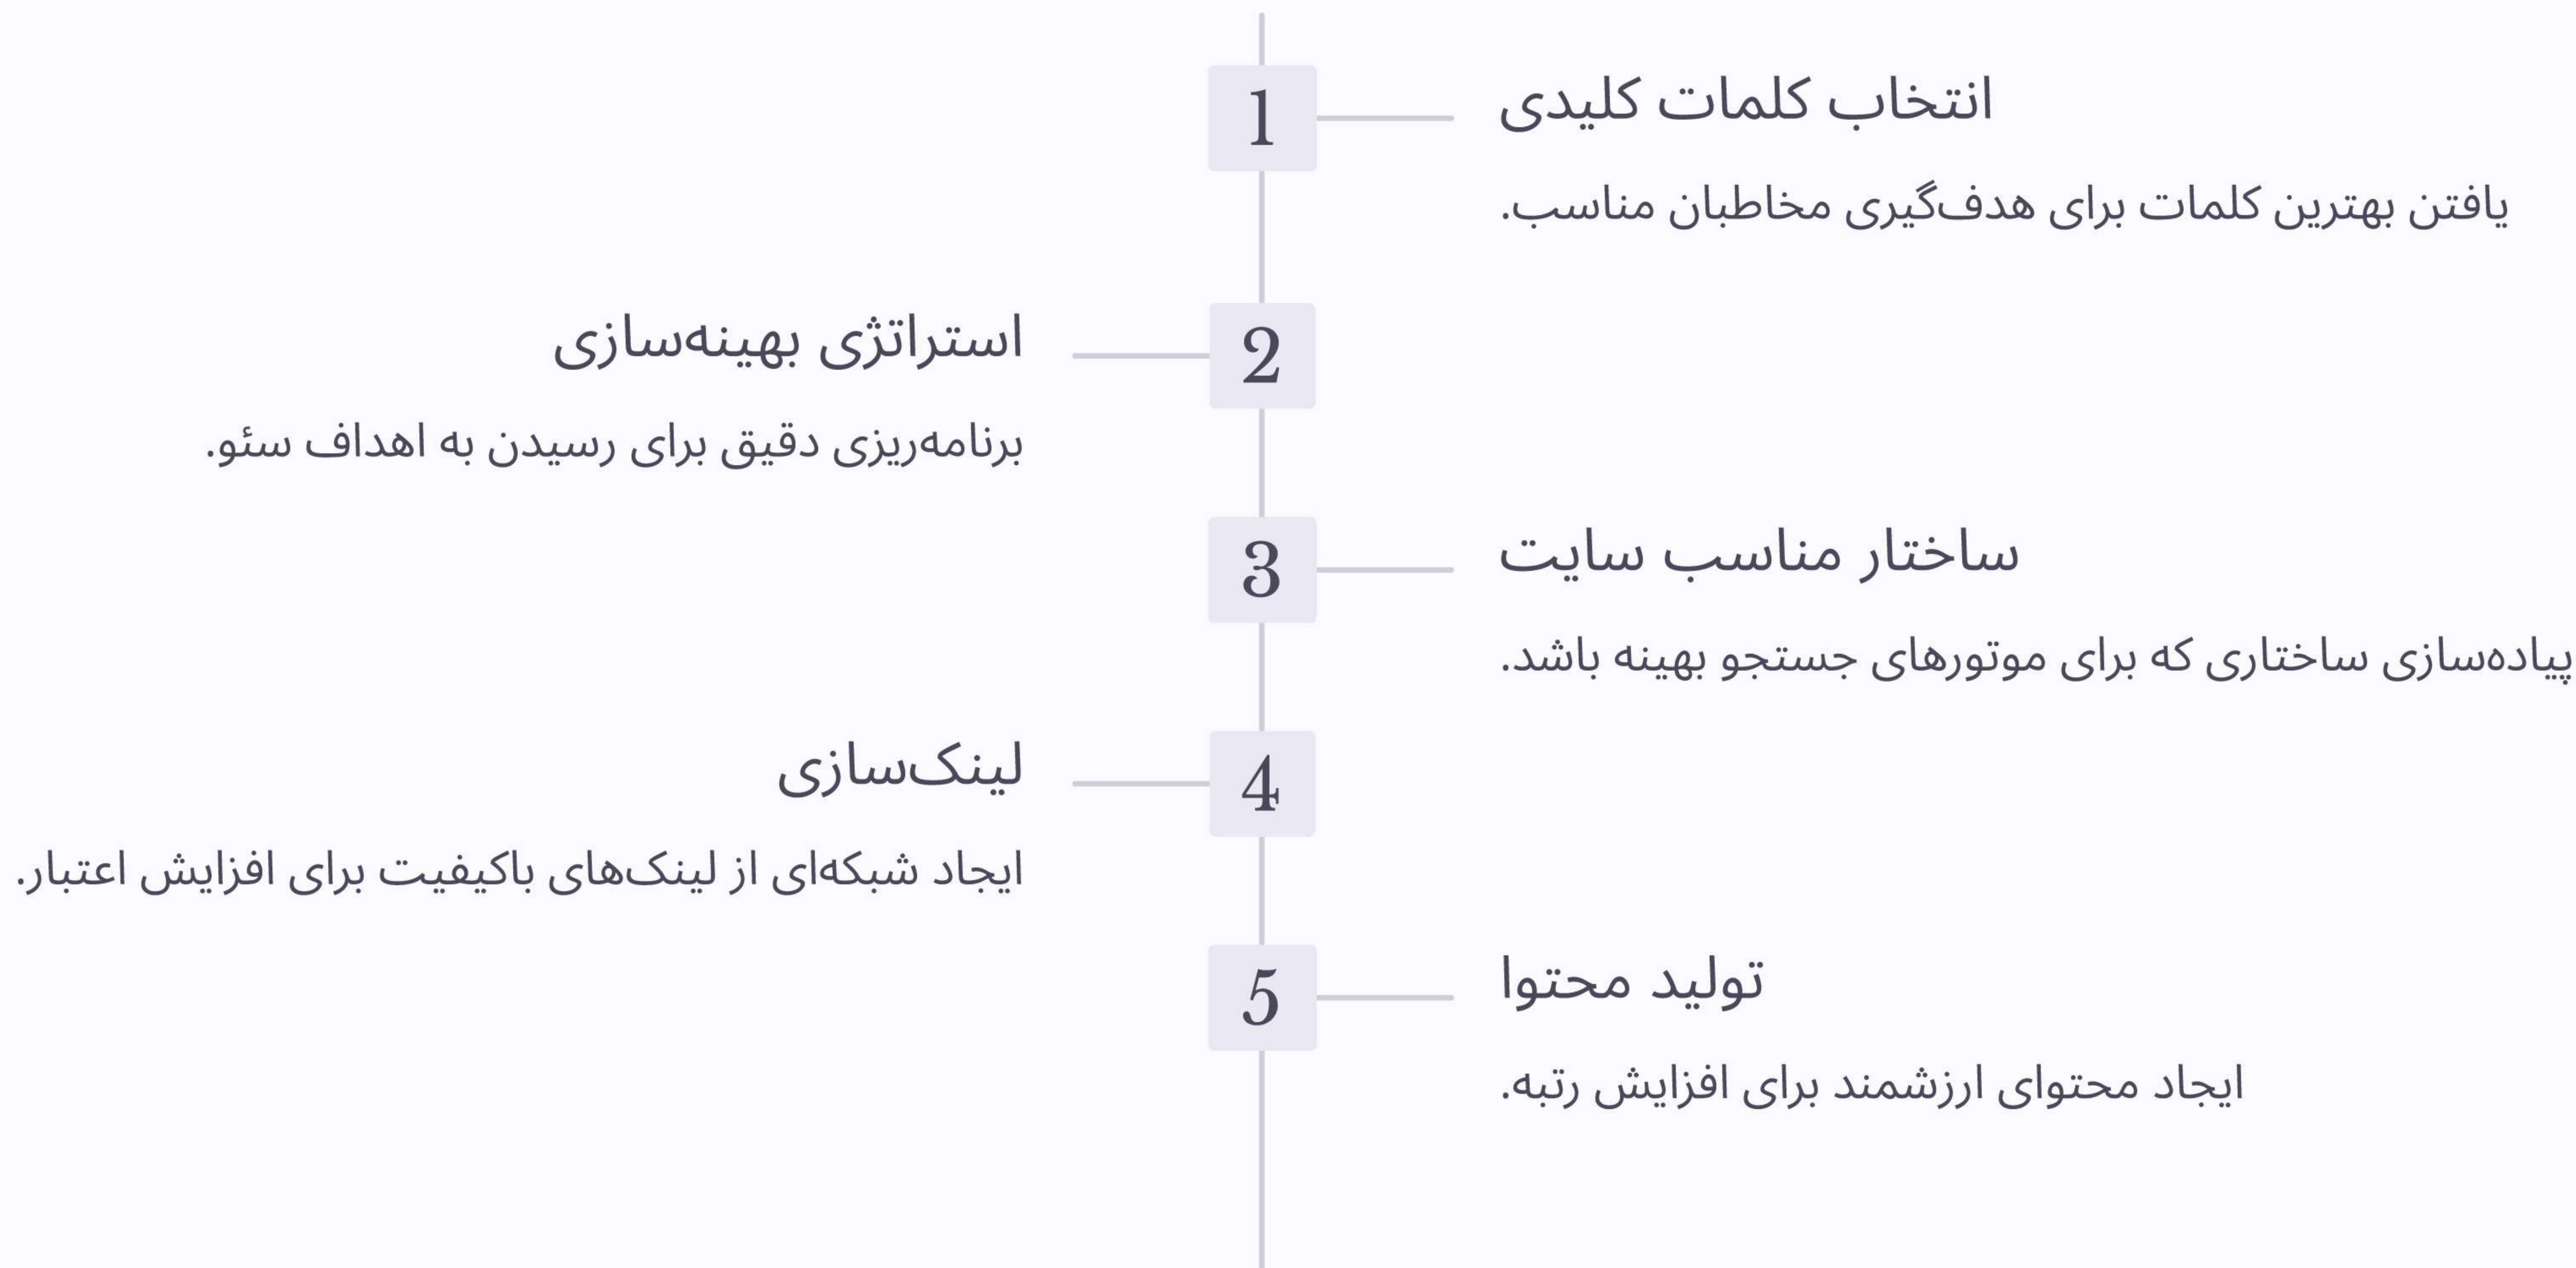 1
انتخاب کلمات کلیدی
یافتن بهترین کلمات برای هدف‌گیری مخاطبان مناسب.
2
استراتژی بهینه‌سازی
برنامه‌ریزی دقیق برای رسیدن به اهداف سئو.
3
ساختار مناسب سایت
پیاده‌سازی ساختاری که برای موتورهای جستجو بهینه باشد.
4
لینک‌سازی
ایجاد شبکه‌ای از لینک‌های باکیفیت برای افزایش اعتبار.
5
تولید محتوا
ایجاد محتوای ارزشمند برای افزایش رتبه.